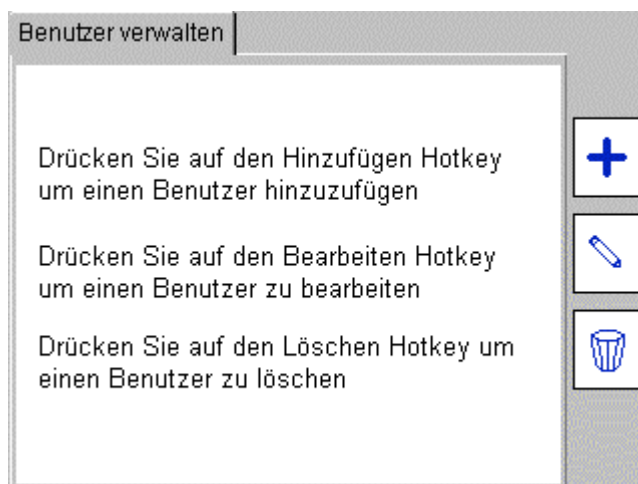 Benutzer verwalten
Drücken Sie auf den Hinzufügen Hotkey
um einen Benutzer hinzuzufügen
Drücken Sie auf den Bearbeiten Hotkey
um einen Benutzer zu bearbeiten
Drücken Sie auf den Löschen Hotkey um
einen Benutzer zu löschen